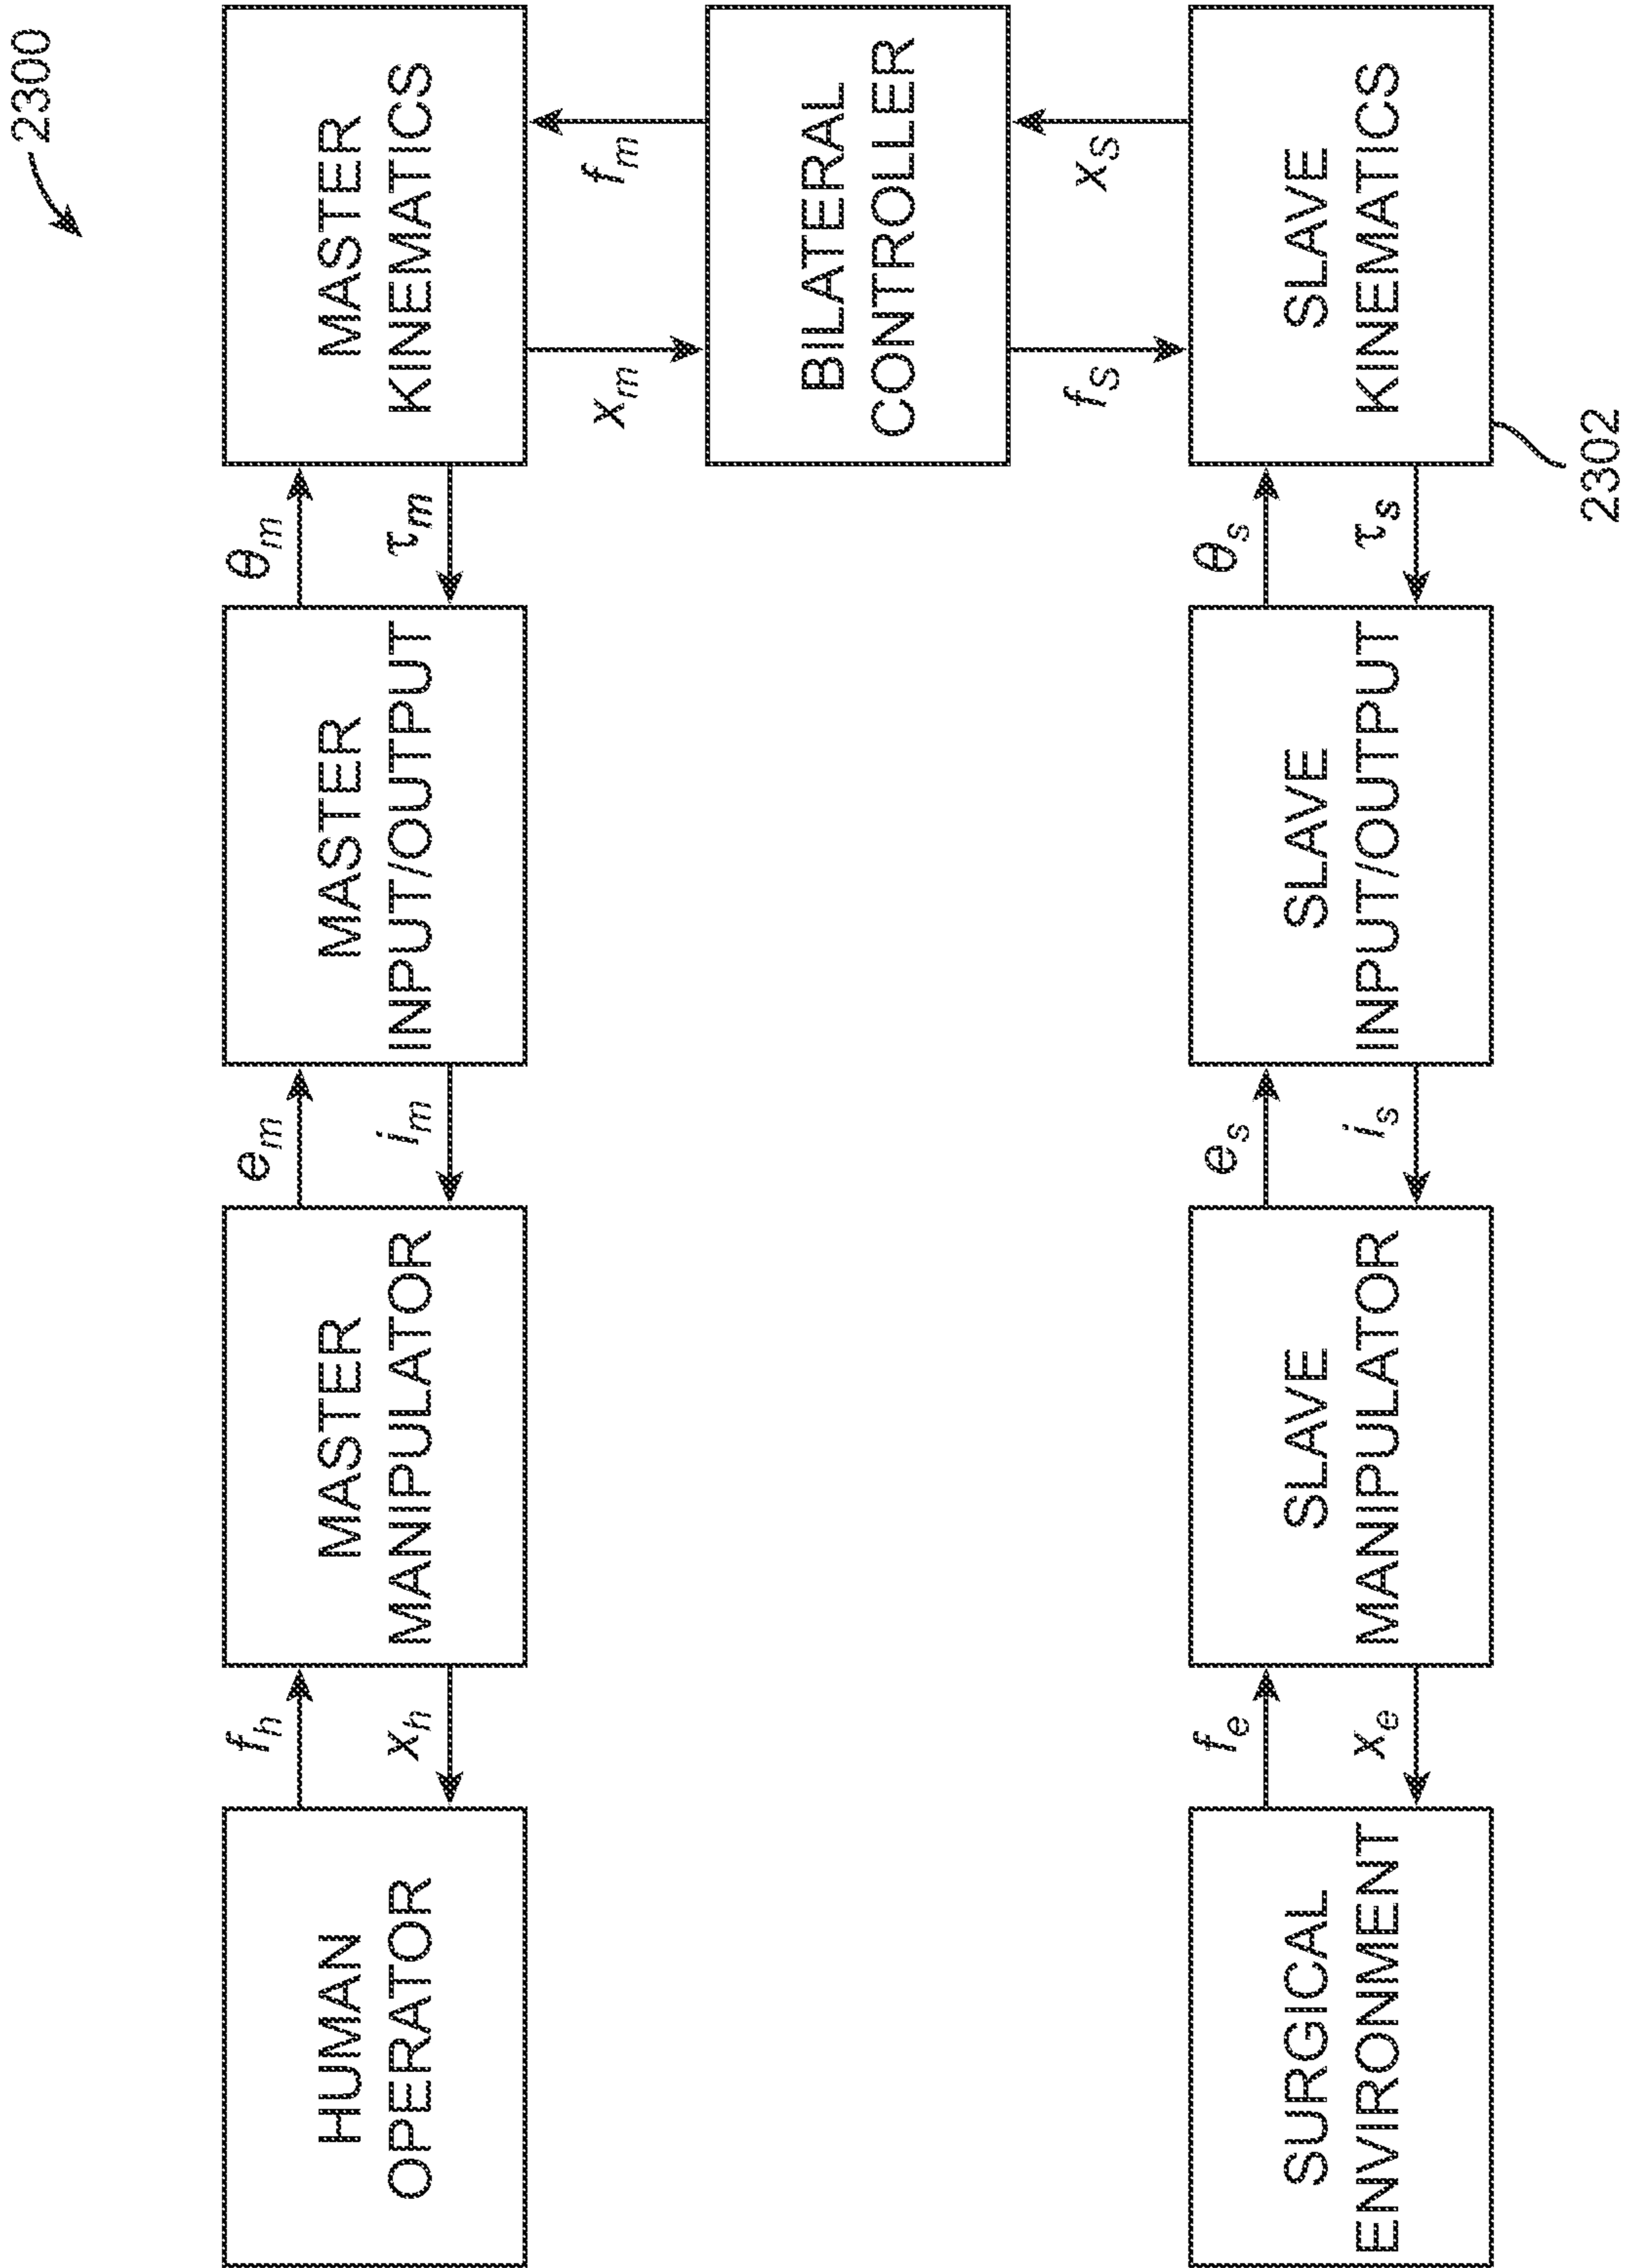 2300
HUMAN
OPERATOR
f_h
x_h
MASTER
MANIPULATOR
e_m
i_m
MASTER
INPUT/OUTPUT
θ_m
τ_m
MASTER
KINEMATICS
x_m
f_m
BILATERAL
CONTROLLER
f_s
x_s
SURGICAL
ENVIRONMENT
f_e
x_e
SLAVE
MANIPULATOR
e_s
i_s
SLAVE
INPUT/OUTPUT
θ_s
τ_s
SLAVE
KINEMATICS
2302